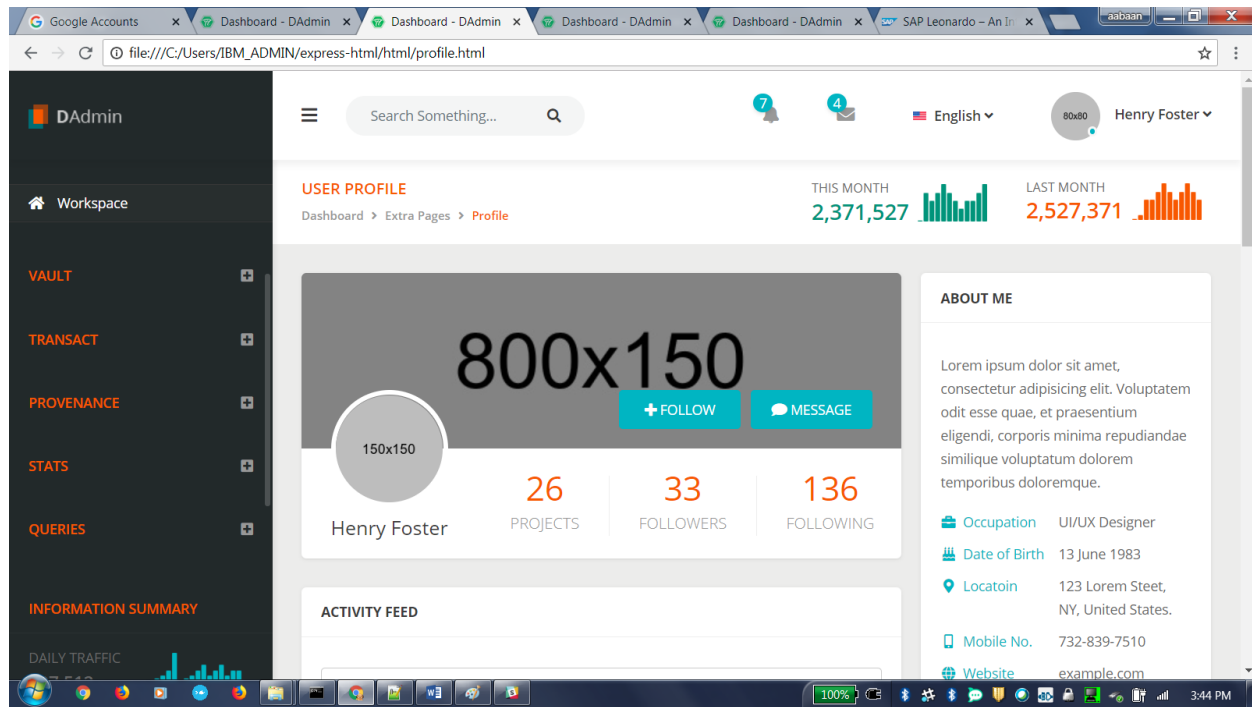 Google Accounts
Dashboard - DAdmin
Dashboard - DAdmin
Dashboard - DAdmin
Dashboard - DAdmin
SAP Leonardo – An In
aabaan
file:///C:/Users/IBM_ADMIN/express-html/html/profile.html
DAdmin
Search Something...
7
4
English
80x80
Henry Foster
Workspace
USER PROFILE
Dashboard > Extra Pages > Profile
THIS MONTH
2,371,527
LAST MONTH
2,527,371
VAULT
TRANSACT
PROVENANCE
STATS
QUERIES
INFORMATION SUMMARY
DAILY TRAFFIC
800x150
FOLLOW
MESSAGE
150x150
Henry Foster
26
PROJECTS
33
FOLLOWERS
136
FOLLOWING
ACTIVITY FEED
ABOUT ME
Lorem ipsum dolor sit amet,
consectetur adipisicing elit. Voluptatem
odit esse quae, et praesentium
eligendi, corporis minima repudiandae
similique voluptatum dolorem
temporibus doloremque.
Occupation UI/UX Designer
Date of Birth 13 June 1983
Locatoin 123 Lorem Steet,
NY, United States.
Mobile No. 732-839-7510
Website example.com
100%
3:44 PM